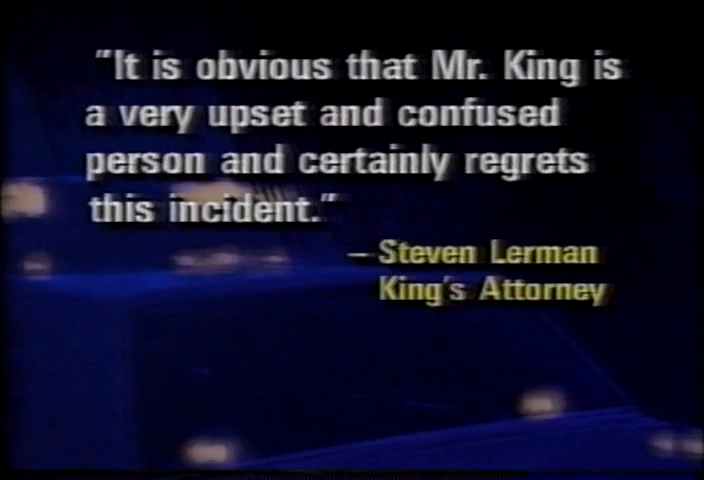 "It is obvious that Mr. King is
a very upset and confused
person and certainly regrets
this incident."
– Steven Lerman
King's Attorney